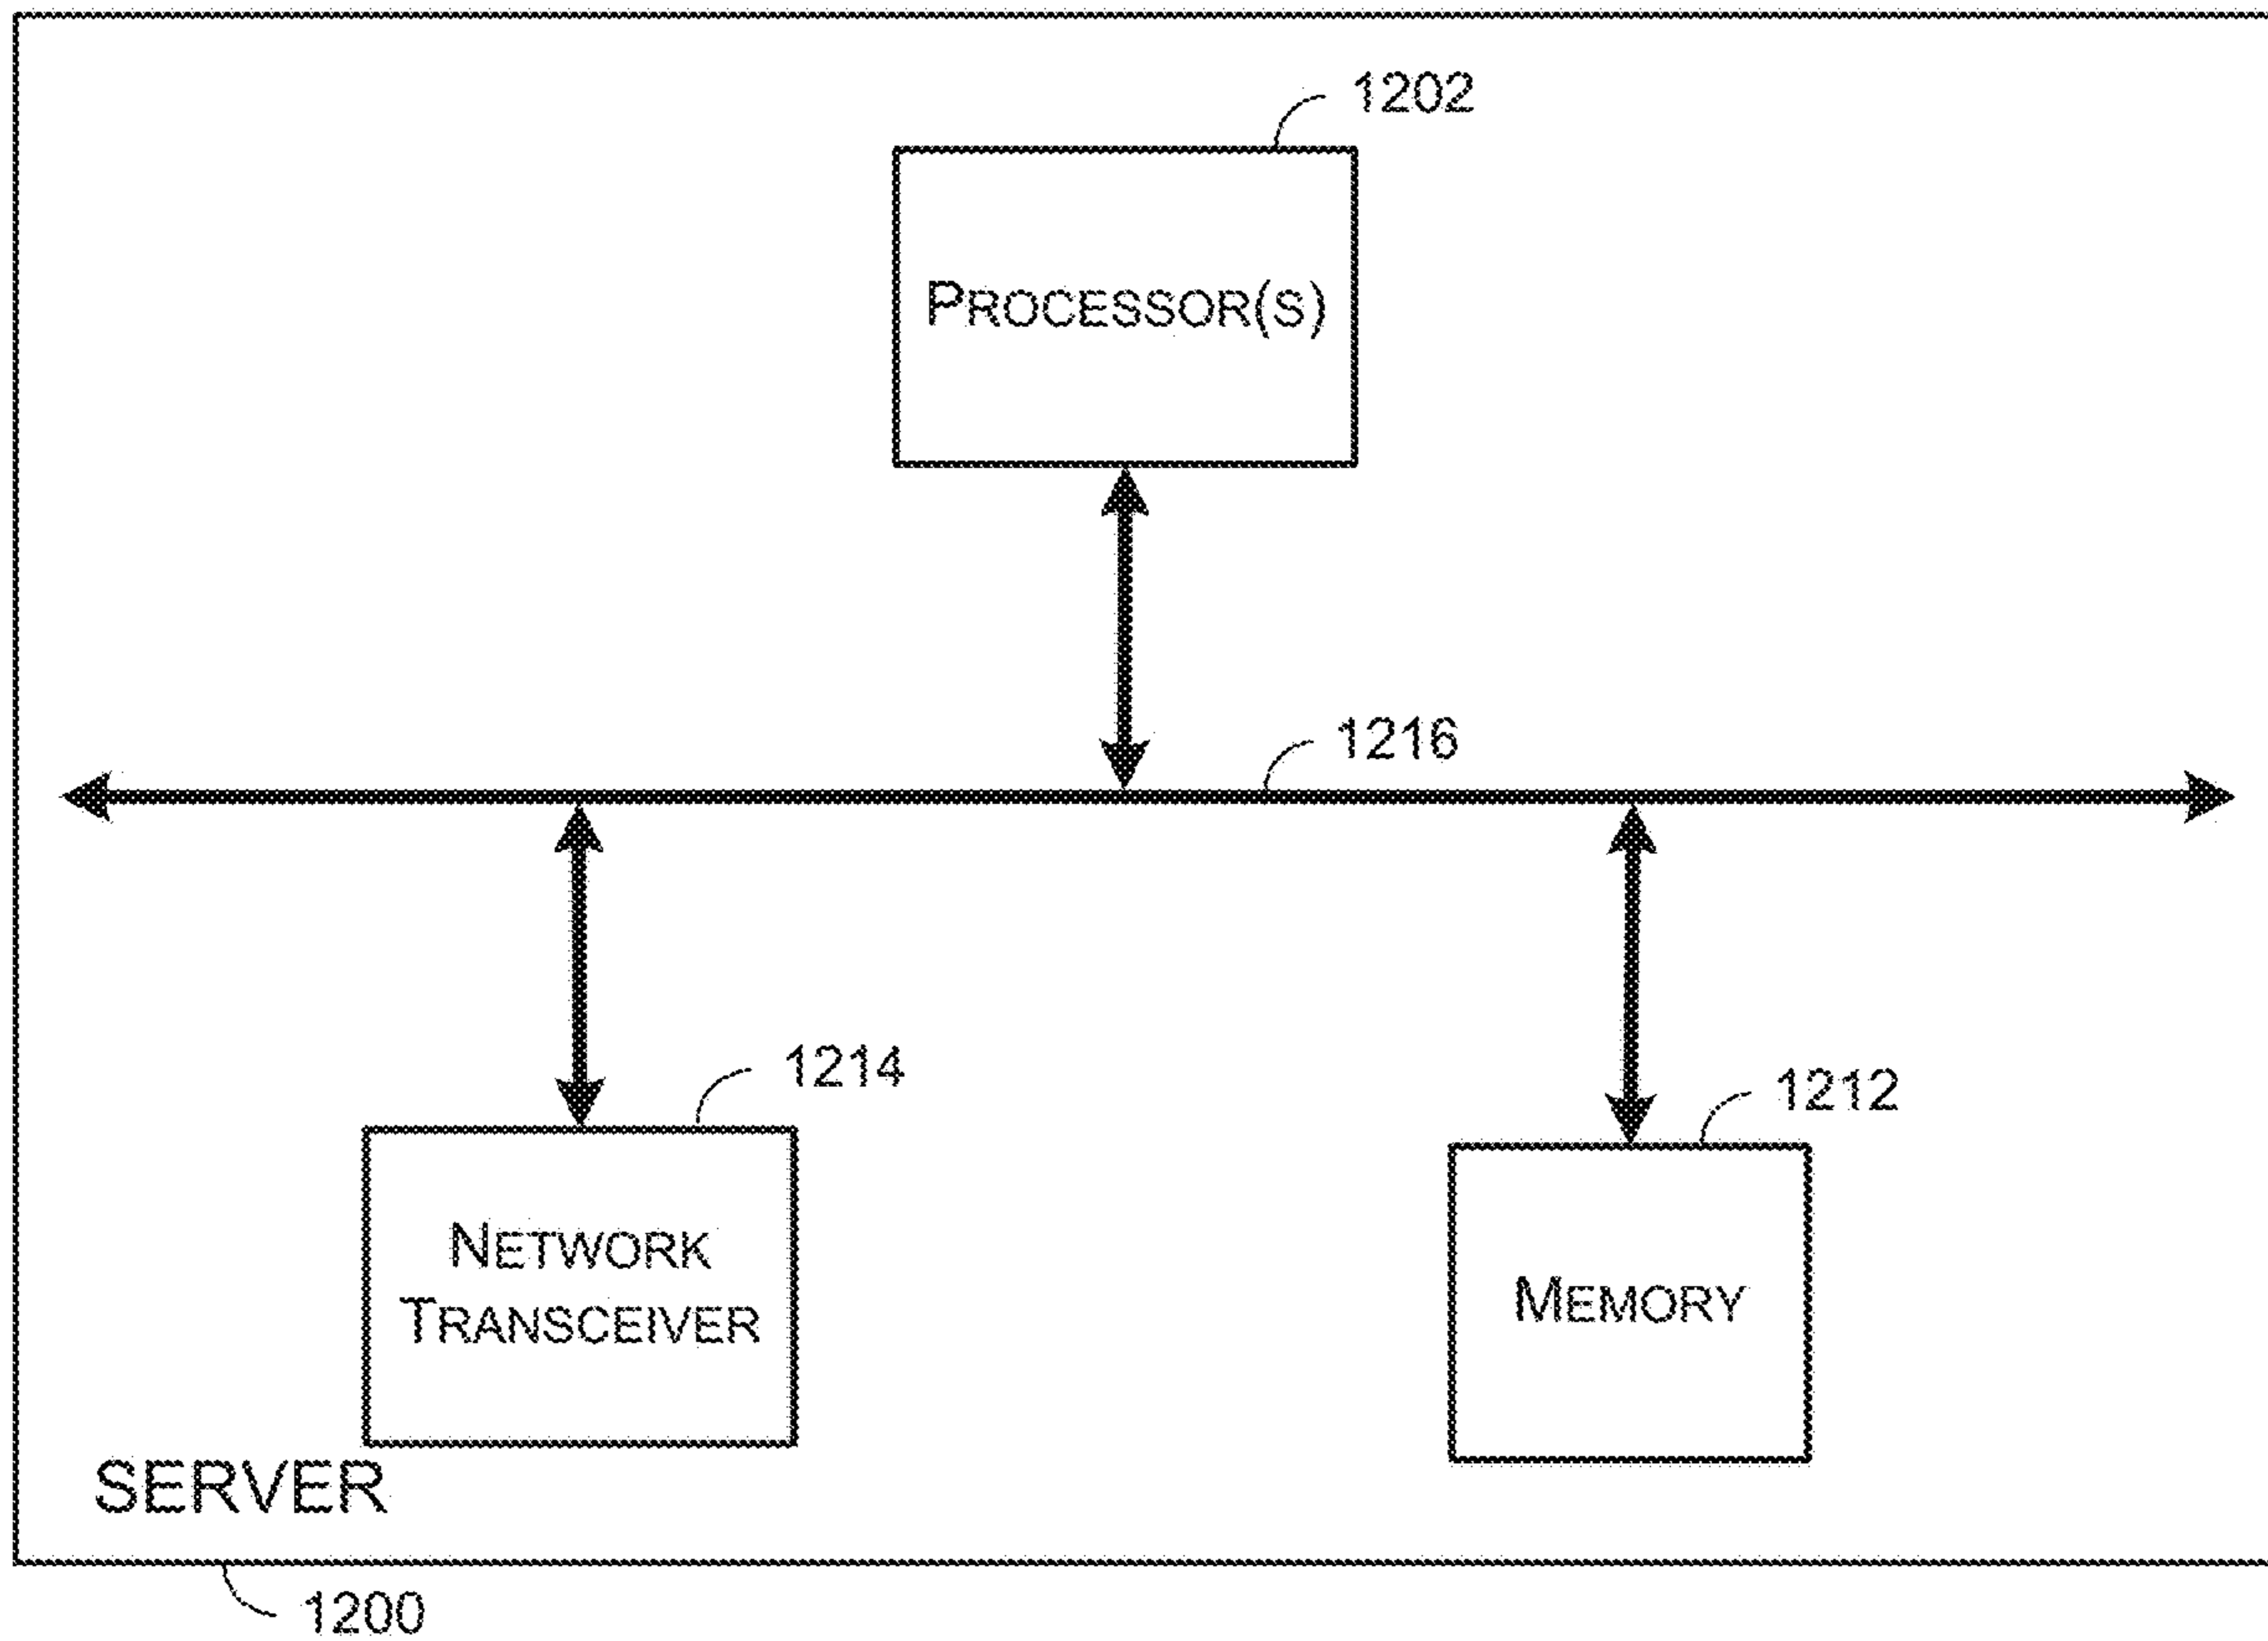 1202
PROCESSOR(S)
1216
1214
1212
NETWORK
TRANSCEIVER
MEMORY
SERVER
1200